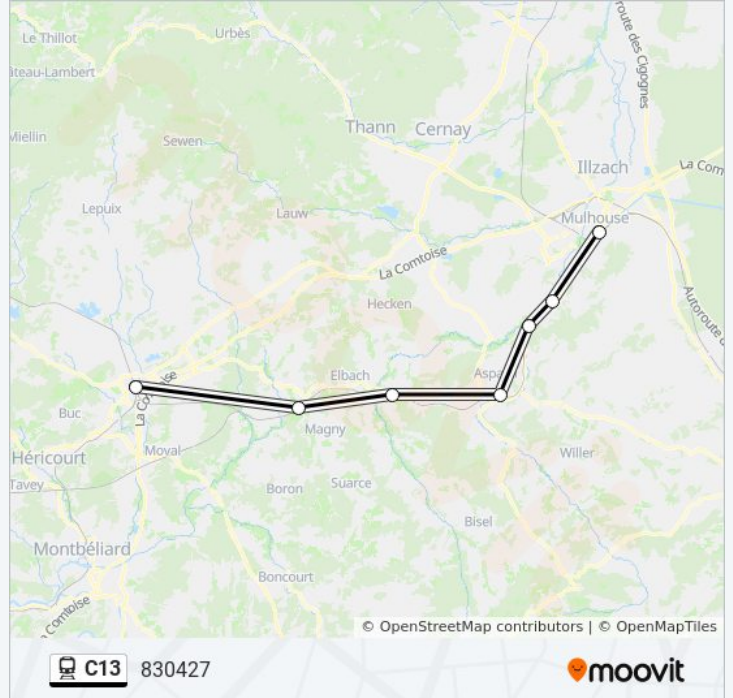 Le Thillot
Urbès
route des Cigognes
âteau-Lambert
Thann
Cernay
Miellin
Sewen
Illzach
La Com
Lepuix
Lauw
Mulhouse
La Comtoise
Hecken
Autoroute d
Elbach
Aspa
La Comtoise
Buc
Magny
Moval
Willer
Héricourt
Tavey
Boron
Suarce
Bisel
Montbéliard
Boncourt
Comtoise
© OpenStreetMap contributors | © OpenMapTiles
C13 830427
moovit